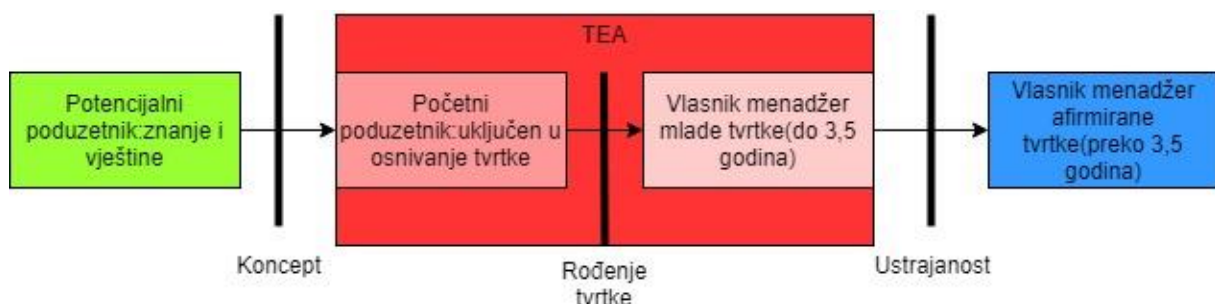 TEA
Potencijalni
poduzetnik:znanje i
vještine
Početni
poduzetnik:uključen u
osnivanje tvrtke
Vlasnik menadžer
mlade tvrtke(do 3,5
godina)
Vlasnik menadžer
afirmirane
tvrtke(preko 3,5
godina)
Koncept
Rođenje
tvrtke
Ustrajanost